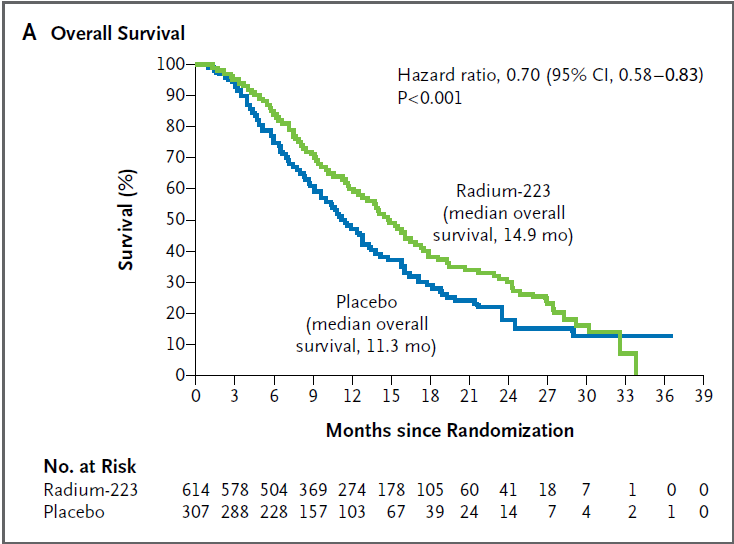 A Overall Survival
Hazard ratio, 0.70 (95% CI, 0.58–0.83)
P<0.001
Survival (%)
100
90
80
70
60
50
40
30
20
10
0
Radium-223
(median overall
survival, 14.9 mo)
Placebo
(median overall
survival, 11.3 mo)
0 3 6 9 12 15 18 21 24 27 30 33 36 39
Months since Randomization
No. at Risk
Radium-223 614 578 504 369 274 178 105 60 41 18 7 1 0 0
Placebo 307 288 228 157 103 67 39 24 14 7 4 2 1 0